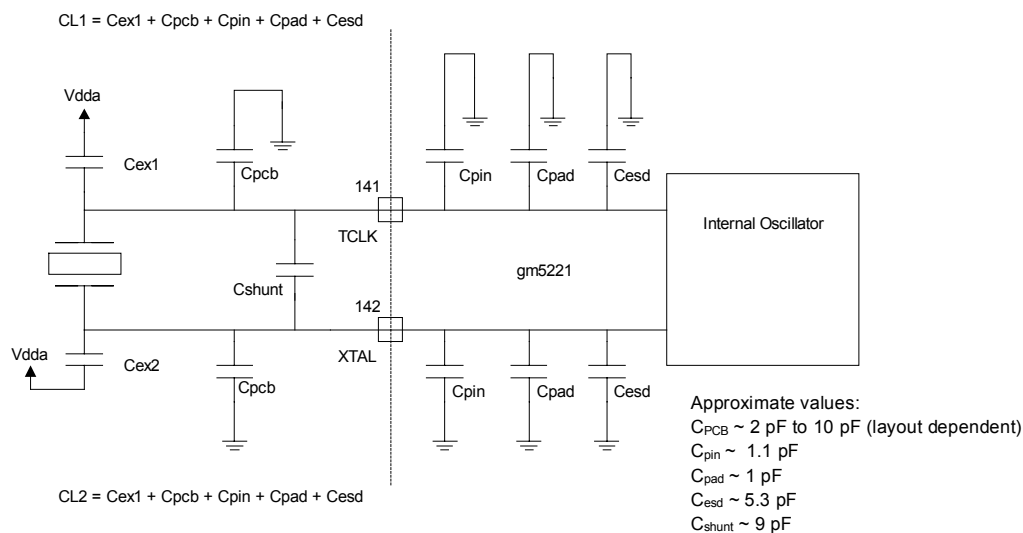 CL1 = Cex1 + Cpcb + Cpin + Cpad + Cesd
Vdda
Cex1
Cpcb
Cpin
Cpad
Cesd
141
TCLK
Internal Oscillator
Cshunt
gm5221
142
XTAL
Vdda
Cex2
Cpcb
Cpin
Cpad
Cesd
Approximate values:
CPCB ~ 2 pF to 10 pF (layout dependent)
Cpin ~ 1.1 pF
Cpad ~ 1 pF
Cesd ~ 5.3 pF
Cshunt ~ 9 pF
CL2 = Cex1 + Cpcb + Cpin + Cpad + Cesd